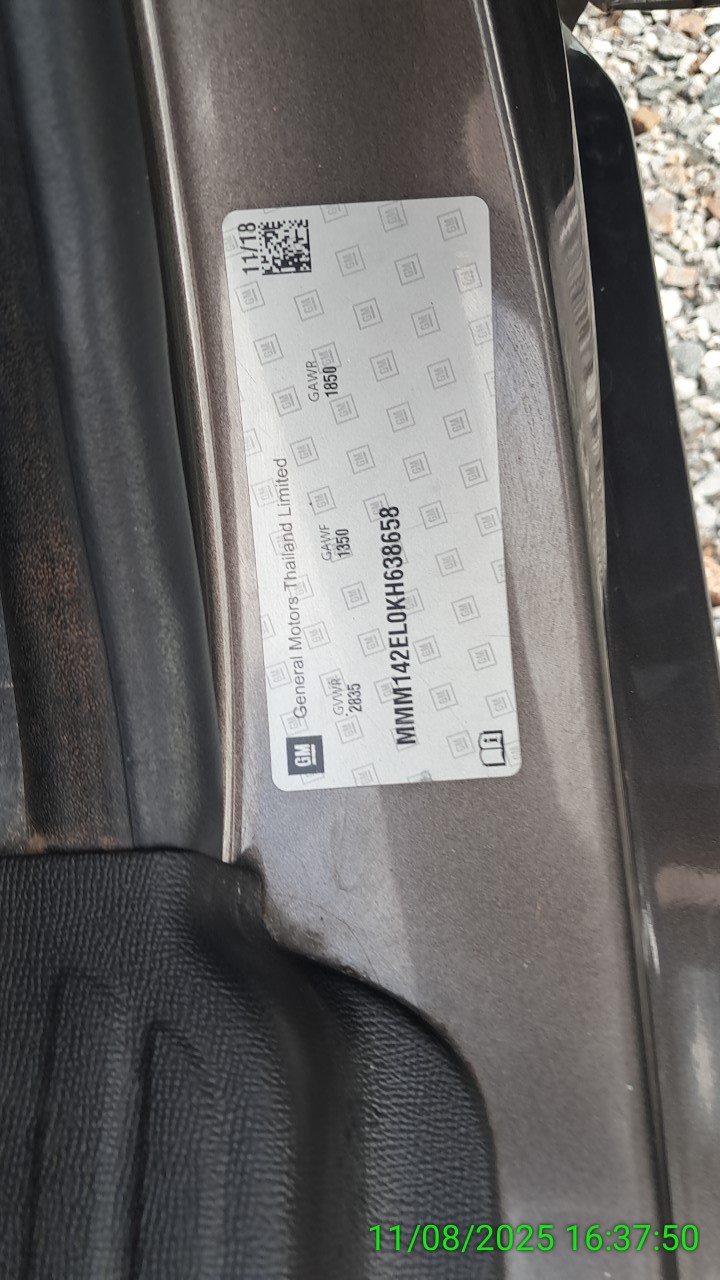 GM General Motors Thailand Limited 11/18
GVWR GAWF GAWR
2835 1350 1850
MMM142EL0KH638658
11/08/2025 16:37:50